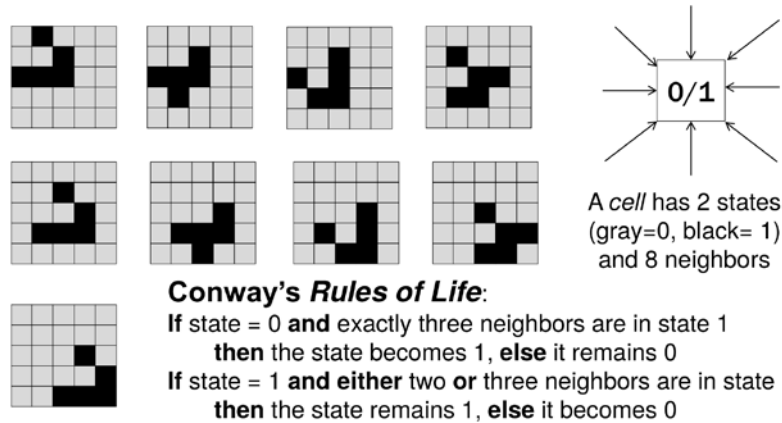 0/1
A cell has 2 states
(gray=0, black= 1)
and 8 neighbors
Conway's Rules of Life:
If state = 0 and exactly three neighbors are in state 1
then the state becomes 1, else it remains 0
If state = 1 and either two or three neighbors are in state
then the state remains 1, else it becomes 0